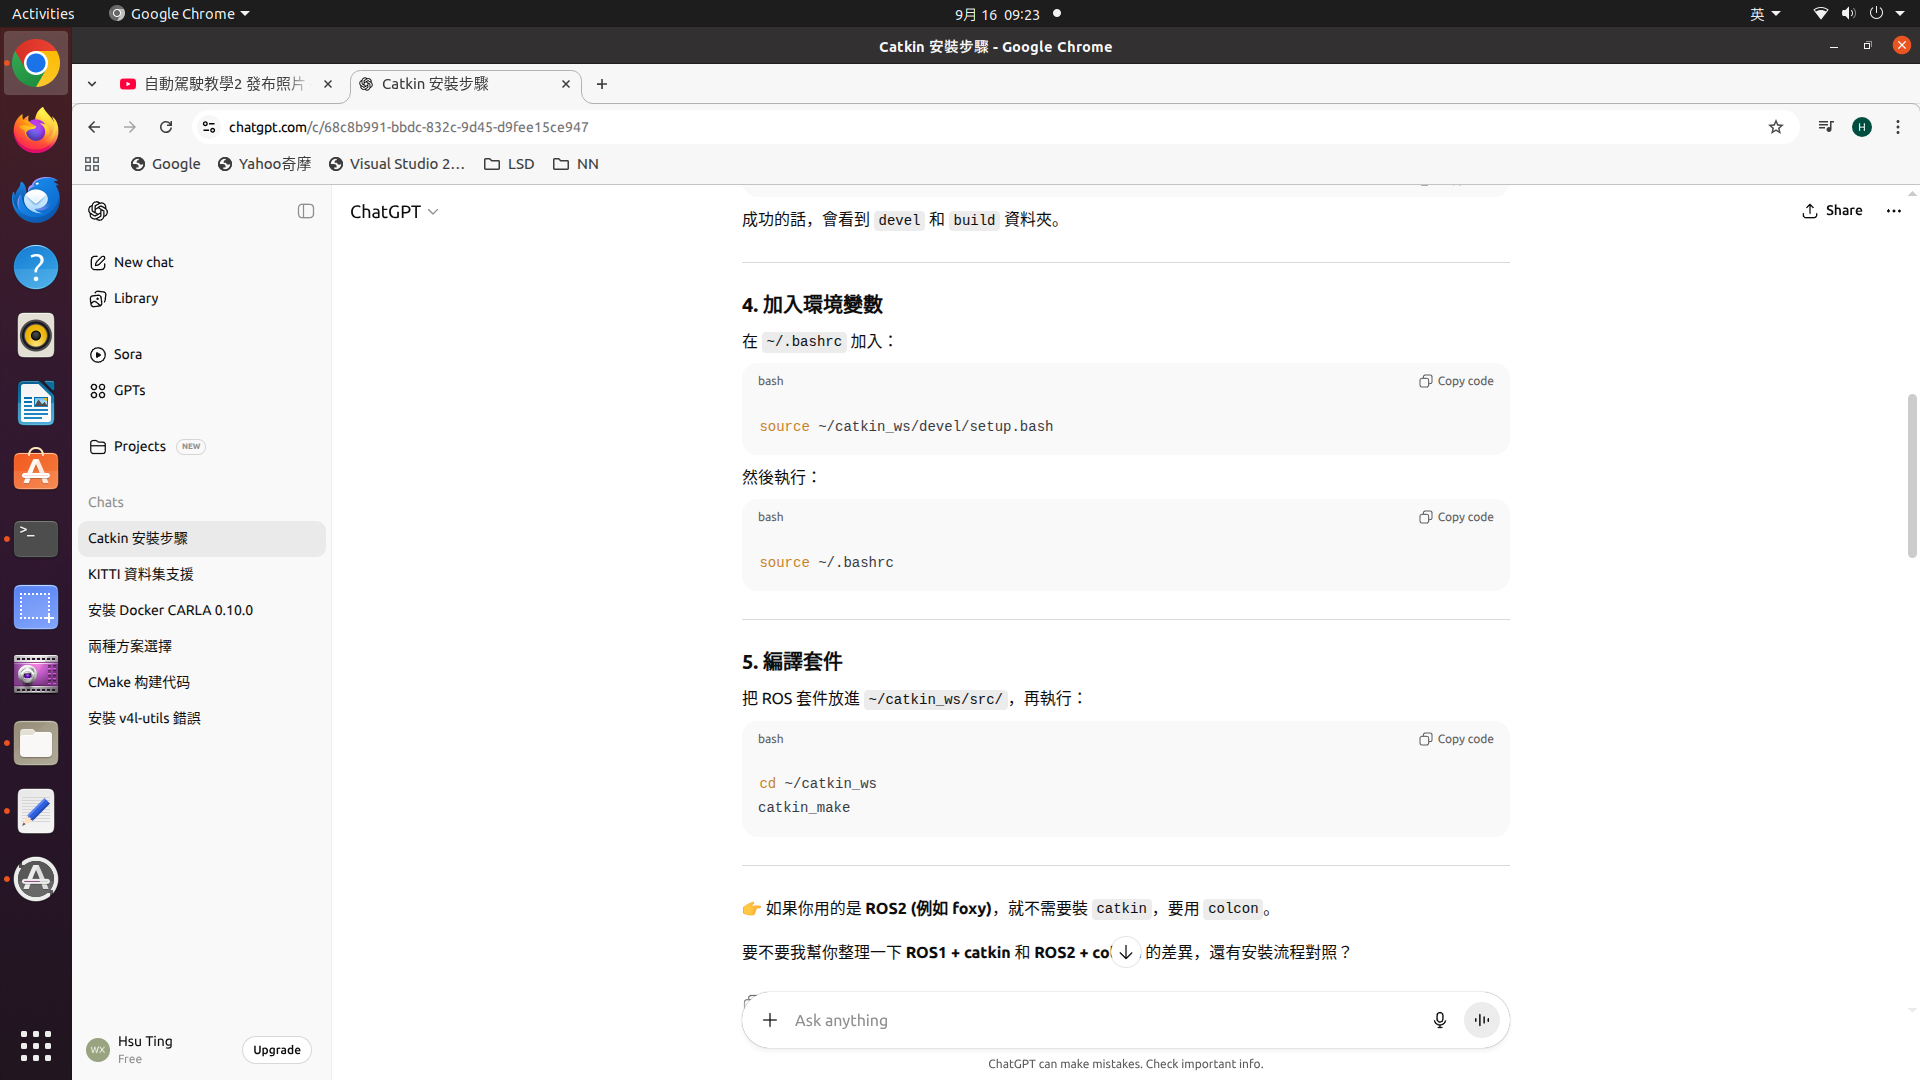 Activities
Google Chrome
9月 16 09:23
英
Catkin 安裝步驟 - Google Chrome
自動駕駛教學2 發布照片
Catkin 安裝步驟
chatgpt.com/c/68c8b991-bbdc-832c-9d45-d9fee15ce947
H
Google
Yahoo奇摩
Visual Studio 2…
LSD
NN
ChatGPT
Share
New chat
Library
Sora
GPTs
Projects NEW
Chats
Catkin 安裝步驟
KITTI 資料集支援
安裝 Docker CARLA 0.10.0
兩種方案選擇
CMake 构建代码
安裝 v4l-utils 錯誤
WX
Hsu Ting
Free
Upgrade
成功的話，會看到 devel 和 build 資料夾。
4. 加入環境變數
在 ~/.bashrc 加入：
bash
Copy code
source ~/catkin_ws/devel/setup.bash
然後執行：
bash
Copy code
source ~/.bashrc
5. 編譯套件
把 ROS 套件放進 ~/catkin_ws/src/，再執行：
bash
Copy code
cd ~/catkin_ws
catkin_make
👉 如果你用的是 ROS2 (例如 foxy)，就不需要裝 catkin，要用 colcon。
要不要我幫你整理一下 ROS1 + catkin 和 ROS2 + co 的差異，還有安裝流程對照？
Ask anything
ChatGPT can make mistakes. Check important info.